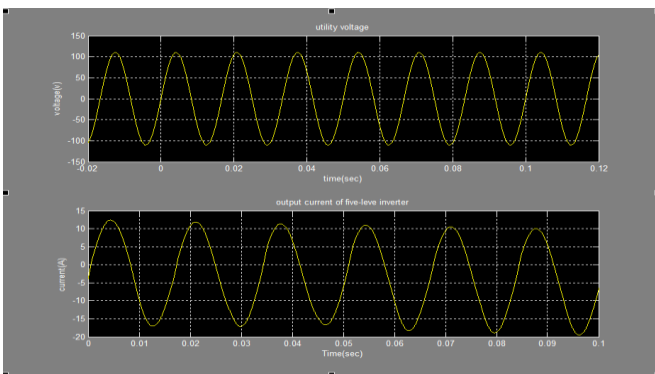 utility voltage
150
100
50
0
-50
-100
-150
voltage(v)
-0.02 0 0.02 0.04 0.06 0.08 0.1 0.12
time(sec)
output current of five-leve inverter
15
10
5
0
-5
-10
-15
-20
current(A)
0 0.01 0.02 0.03 0.04 0.05 0.06 0.07 0.08 0.09 0.1
Time(sec)